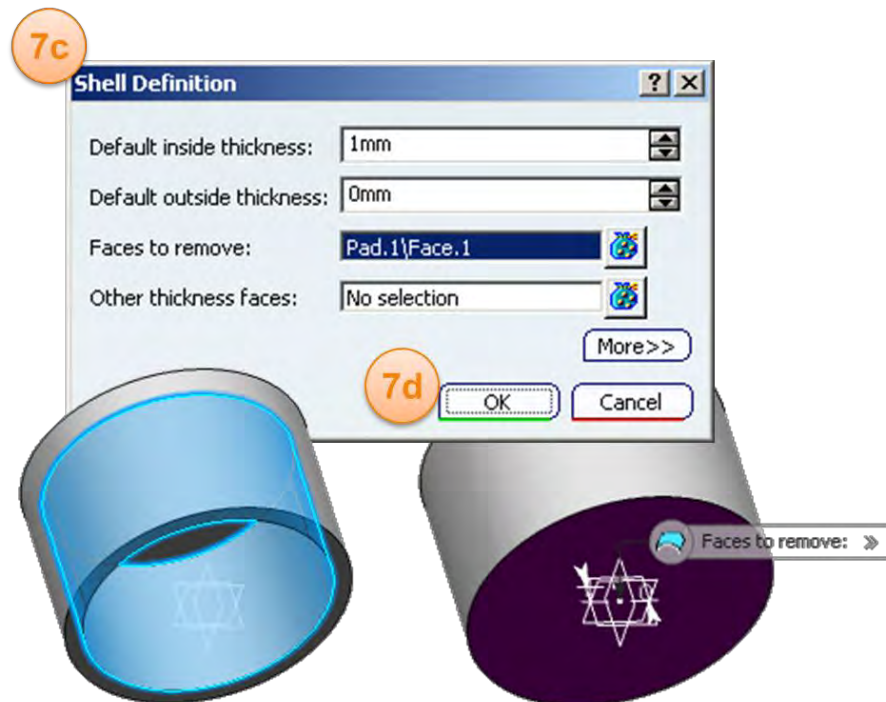 7c
Shell Definition
Default inside thickness: 1mm
Default outside thickness: 0mm
Faces to remove: Pad.1\Face.1
Other thickness faces: No selection
More>>
7d
OK Cancel
Faces to remove: »